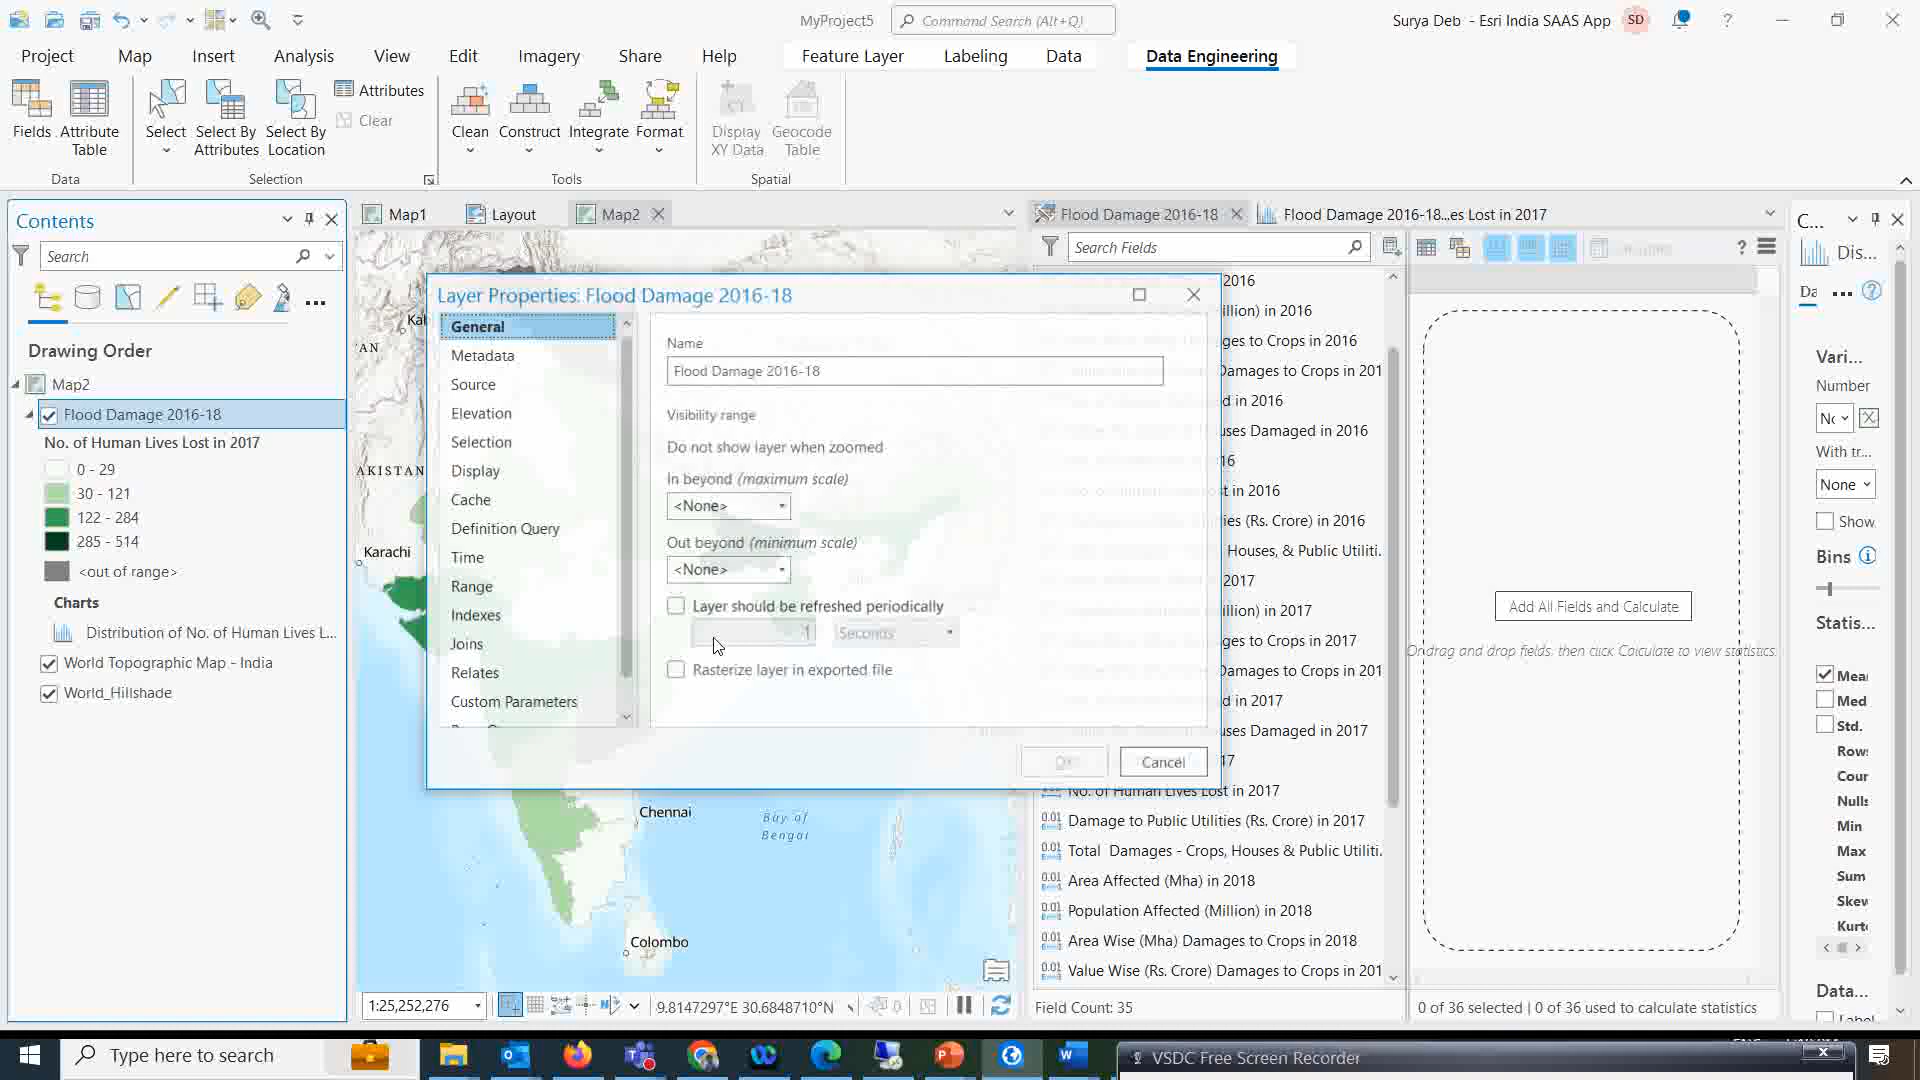 MyProject5
Command Search (Alt+Q)
Surya Deb - Esri India SAAS App
SD
?
Project
Map
Insert
Analysis
View
Edit
Imagery
Share
Help
Feature Layer
Labeling
Data
Data Engineering
Fields
Attribute Table
Select
Select By Attributes
Select By Location
Attributes
Clear
Clean
Construct
Integrate
Format
Display XY Data
Geocode Table
Data
Selection
Tools
Spatial
Contents
Search
Drawing Order
Map2
Flood Damage 2016-18
No. of Human Lives Lost in 2017
0 - 29
30 - 121
122 - 284
285 - 514
<out of range>
Charts
Distribution of No. of Human Lives L...
World Topographic Map - India
World_Hillshade
Map1
Layout
Map2
AN
AKISTAN
Karachi
Chennai
Bay of
Bengal
Colombo
1:25,252,276
9.8147297°E 30.6848710°N
Layer Properties: Flood Damage 2016-18
General
Metadata
Source
Elevation
Selection
Display
Cache
Definition Query
Time
Range
Indexes
Joins
Relates
Custom Parameters
Name
Flood Damage 2016-18
Visibility range
Do not show layer when zoomed
In beyond (maximum scale)
<None>
Out beyond (minimum scale)
<None>
Layer should be refreshed periodically
1
Seconds
Rasterize layer in exported file
Cancel
Flood Damage 2016-18
Flood Damage 2016-18...es Lost in 2017
Search Fields
?
2016
illion) in 2016
ges to Crops in 2016
Damages to Crops in 201
d in 2016
uses Damaged in 2016
16
t in 2016
ies (Rs. Crore) in 2016
Houses, & Public Utiliti.
2017
illion) in 2017
ges to Crops in 2017
Damages to Crops in 201
d in 2017
uses Damaged in 2017
17
No. of Human Lives Lost in 2017
Damage to Public Utilities (Rs. Crore) in 2017
Total Damages - Crops, Houses & Public Utiliti.
Area Affected (Mha) in 2018
Population Affected (Million) in 2018
Area Wise (Mha) Damages to Crops in 2018
Value Wise (Rs. Crore) Damages to Crops in 201
Field Count: 35
Add All Fields and Calculate
Or drag and drop fields, then click Calculate to view statistics.
0 of 36 selected | 0 of 36 used to calculate statistics
C...
Dis...
Da
Vari...
Number
With tr...
None
Show
Bins
Statis...
Mea
Med
Std.
Row
Cour
Nulls
Min
Max
Sum
Skew
Kurt
Data...
Type here to search
VSDC Free Screen Recorder